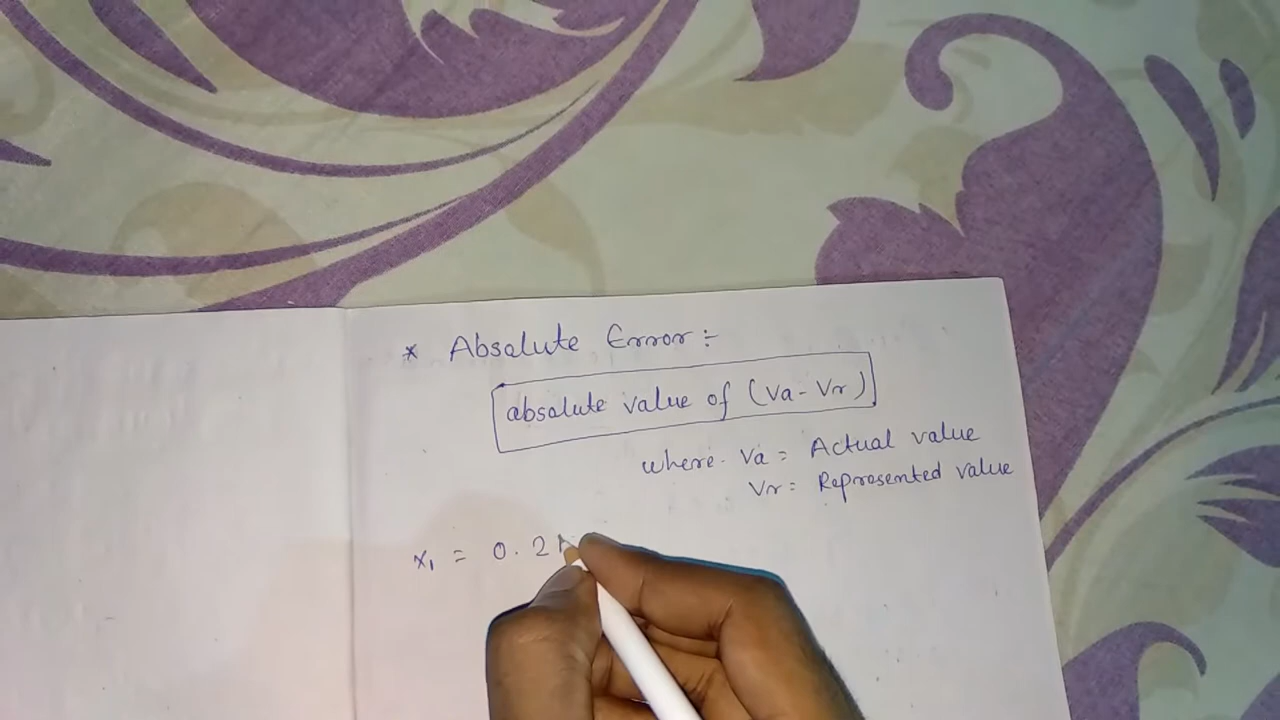 * Absolute Error :-
absolute value of (Va - Vr)
where Va = Actual value
Vr = Represented value
x₁ = 0.2